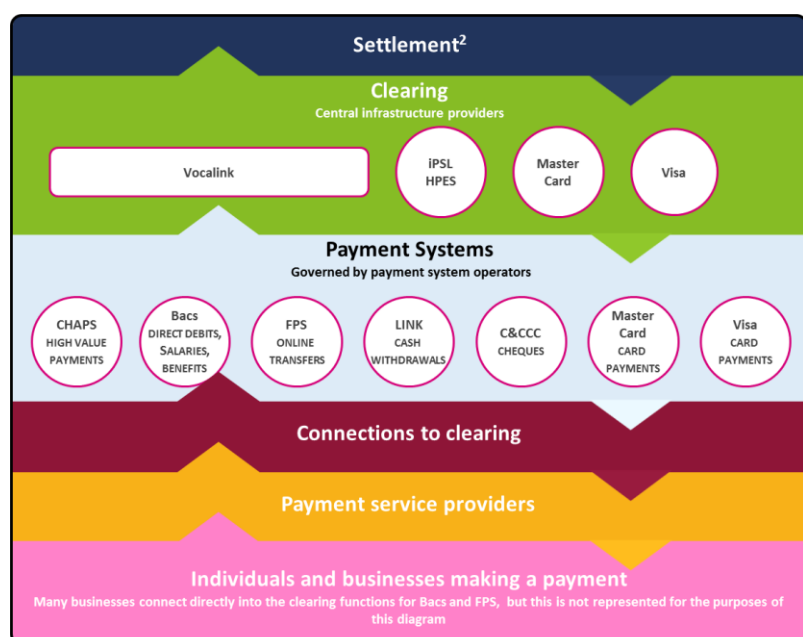 Settlement²
Clearing
Central infrastructure providers
Vocalink
iPSL
HPES
Master
Card
Visa
Payment Systems
Governed by payment system operators
CHAPS
HIGH VALUE
PAYMENTS
Bacs
DIRECT DEBITS,
SALARIES,
BENEFITS
FPS
ONLINE
TRANSFERS
LINK
CASH
WITHDRAWALS
C&CCC
CHEQUES
Master
Card
CARD
PAYMENTS
Visa
CARD
PAYMENTS
Connections to clearing
Payment service providers
Individuals and businesses making a payment
Many businesses connect directly into the clearing functions for Bacs and FPS, but this is not represented for the purposes of
this diagram